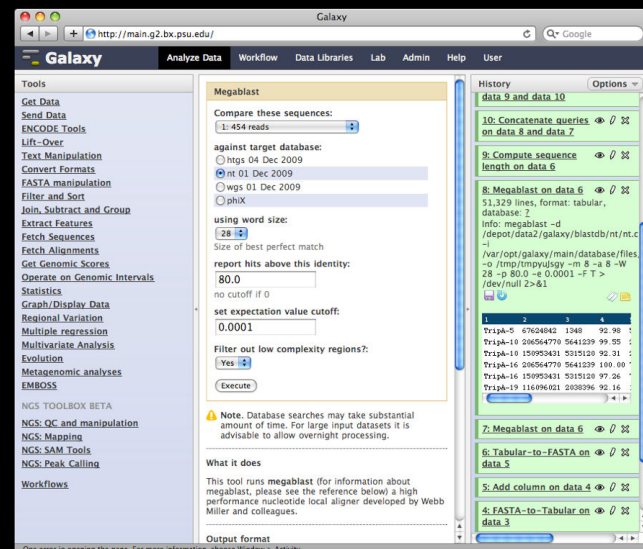 Galaxy
http://main.g2.bx.psu.edu/
Google
Galaxy
Analyze Data Workflow Data Libraries Lab Admin Help User
Tools
Get Data
Send Data
ENCODE Tools
Lift-Over
Text Manipulation
Convert Formats
FASTA manipulation
Filter and Sort
Join, Subtract and Group
Extract Features
Fetch Sequences
Fetch Alignments
Get Genomic Scores
Operate on Genomic Intervals
Statistics
Graph/Display Data
Regional Variation
Multiple regression
Multivariate Analysis
Evolution
Metagenomic analyses
EMBOSS
NGS TOOLBOX BETA
NGS: QC and manipulation
NGS: Mapping
NGS: SAM Tools
NGS: Peak Calling
Workflows
Megablast
Compare these sequences:
1: 454 reads
against target database:
htgs 04 Dec 2009
nt 01 Dec 2009
wgs 01 Dec 2009
phiX
using word size:
28
Size of best perfect match
report hits above this identity:
80.0
no cutoff if 0
set expectation value cutoff:
0.0001
Filter out low complexity regions?:
Yes
Execute
Note. Database searches may take substantial
amount of time. For large input datasets it is
advisable to allow overnight processing.
What it does
This tool runs megablast (for information about
megablast, please see the reference below) a high
performance nucleotide local aligner developed by Webb
Miller and colleagues.
Output format
History Options
data 9 and data 10
10: Concatenate queries
on data 8 and data 7
9: Compute sequence
length on data 6
8: Megablast on data 6
51,329 lines, format: tabular,
database: ?
Info: megablast -d
/depot/data2/galaxy/blastdb/nt/nt.c
-i
/var/opt/galaxy/main/database/files,
-o /tmp/tmpyuJsgy -m 8 -a 8 -W
28 -p 80.0 -e 0.0001 -F T >
/dev/null 2>&1
1 2 3 4
TripA-5 67624842 1348 92.98
TripA-10 206564770 5641239 99.55
TripA-10 150953431 5315120 92.31
TripA-16 206564770 5641239 100.00
TripA-16 150953431 5315120 97.26
TripA-19 116096021 2038396 92.16
7: Megablast on data 6
6: Tabular-to-FASTA on
data 5
5: Add column on data 4
4: FASTA-to-Tabular on
data 3